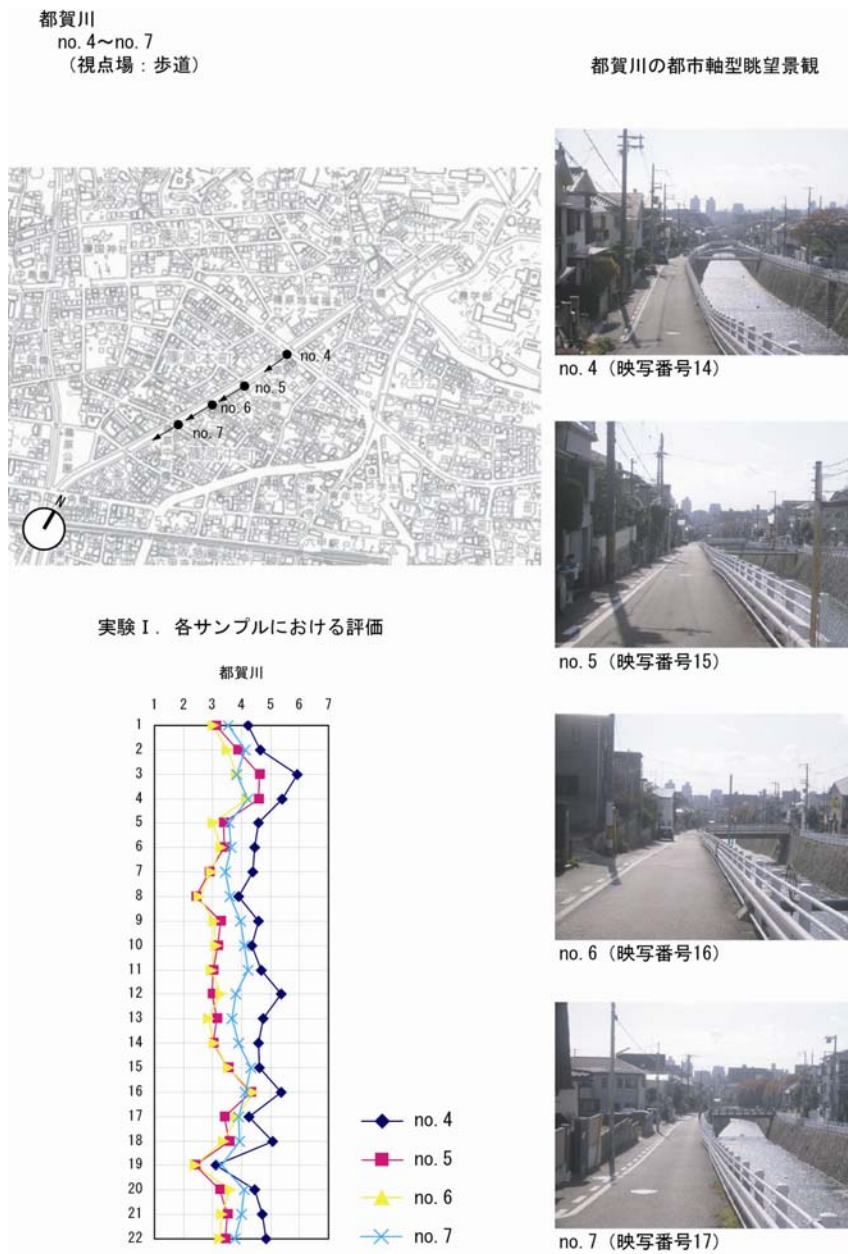 都賀川
no.4～no.7
（視点場：歩道）
都賀川の都市軸型眺望景観
no.4
no.5
no.6
no.7
N
no.4（映写番号14）
no.5（映写番号15）
no.6（映写番号16）
no.7（映写番号17）
実験Ⅰ．各サンプルにおける評価
都賀川
1 2 3 4 5 6 7
1
2
3
4
5
6
7
8
9
10
11
12
13
14
15
16
17
18
19
20
21
22
no.4
no.5
no.6
no.7